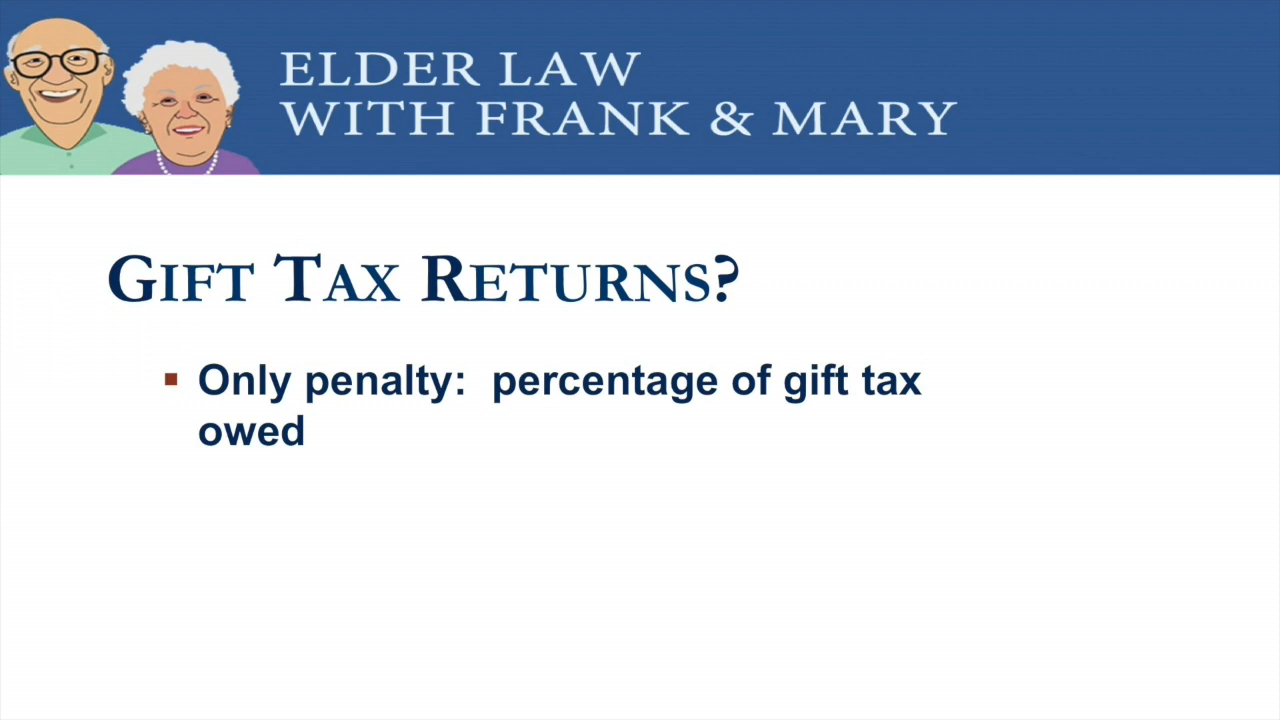 ELDER LAW
WITH FRANK & MARY
GIFT TAX RETURNS?
▪ Only penalty:  percentage of gift tax
owed